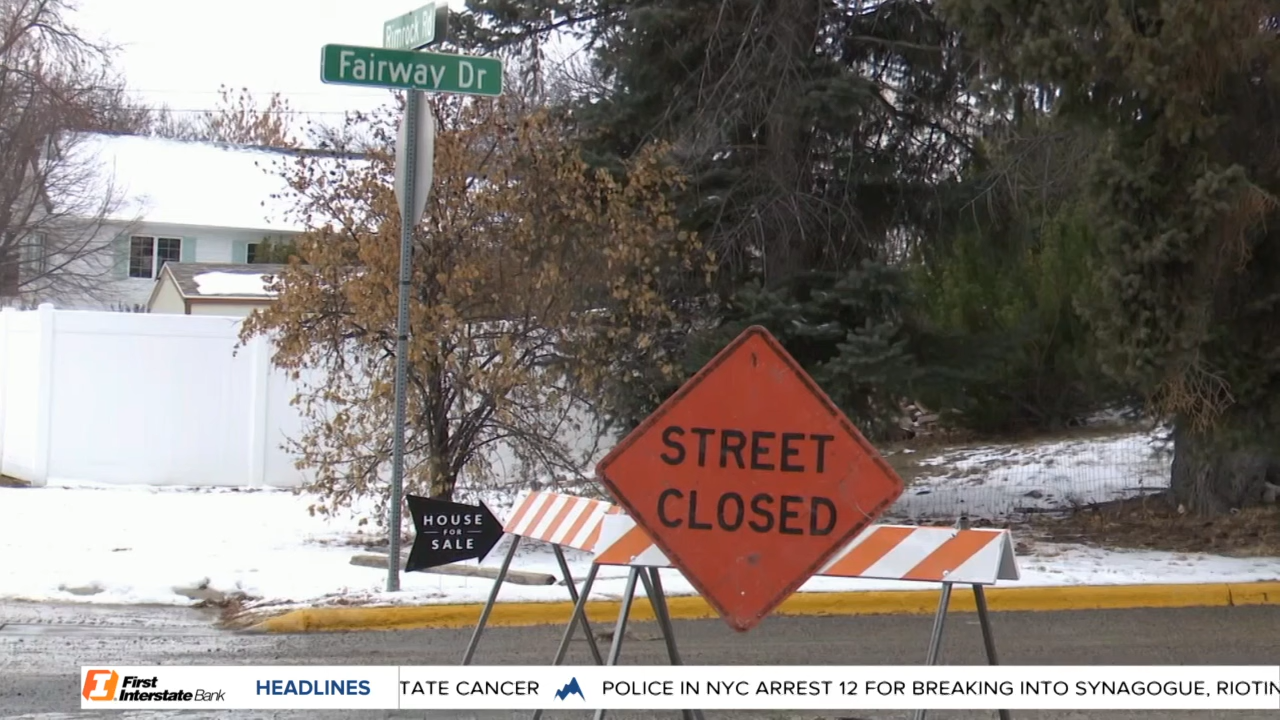 Rimrock Rd
Fairway Dr
HOUSE
FOR
SALE
STREET
CLOSED
First
Interstate Bank
HEADLINES
TATE CANCER
POLICE IN NYC ARREST 42 FOR BREAKING INTO SYNAGOGUE, RIOTIN